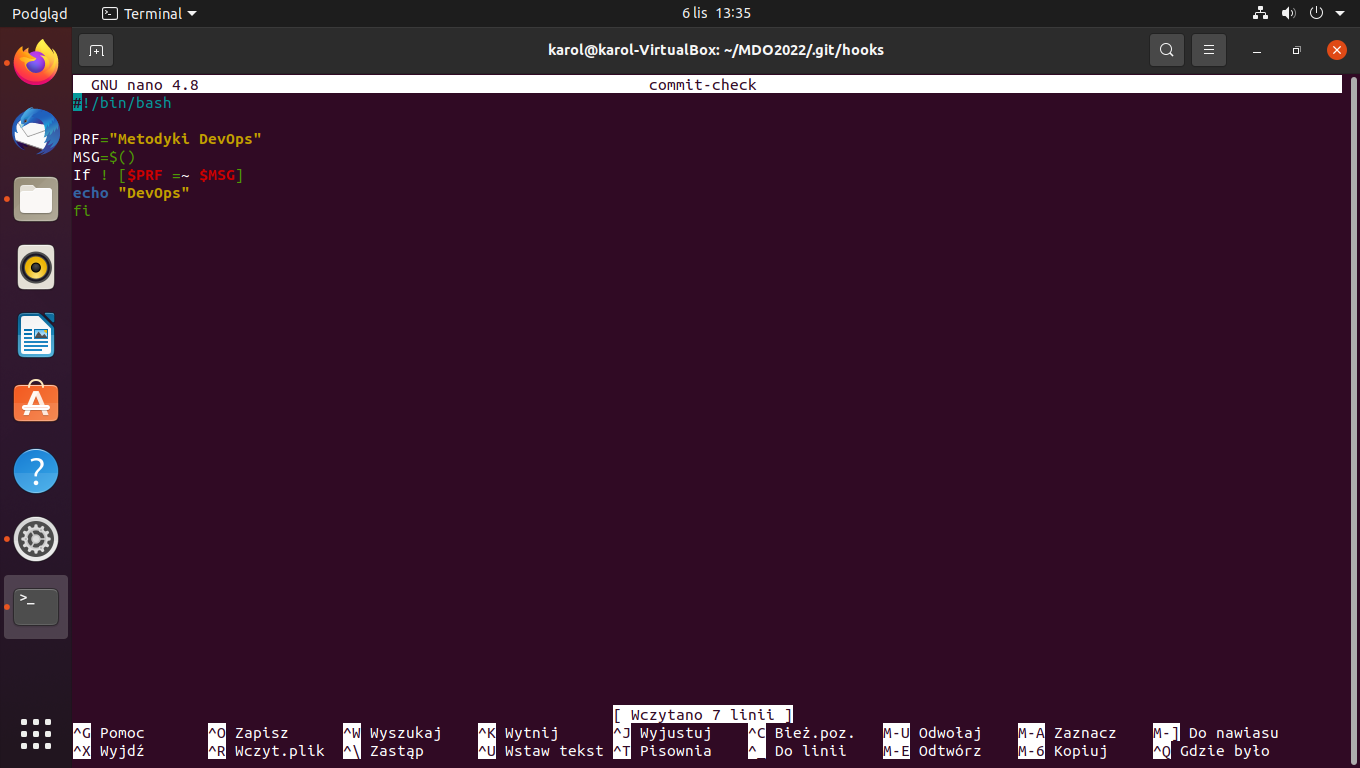 Podgląd Terminal 6 lis 13:35
karol@karol-VirtualBox: ~/MDO2022/.git/hooks
GNU nano 4.8 commit-check
#!/bin/bash
PRF="Metodyki DevOps"
MSG=$()
If ! [$PRF =~ $MSG]
echo "DevOps"
fi
[ Wczytano 7 linii ]
^G Pomoc ^O Zapisz ^W Wyszukaj ^K Wytnij ^J Wyjustuj ^C Bież.poz. M-U Odwołaj M-A Zaznacz M-] Do nawiasu
^X Wyjdź ^R Wczyt.plik ^\ Zastąp ^U Wstaw tekst ^T Pisownia ^_ Do linii M-E Odtwórz M-6 Kopiuj ^Q Gdzie było